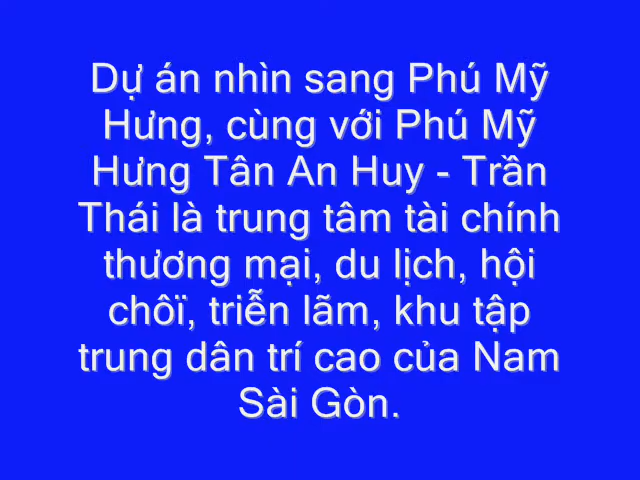 Dự án nhìn sang Phú Mỹ
Hưng, cùng với Phú Mỹ
Hưng Tân An Huy - Trần
Thái là trung tâm tài chính
thương mại, du lịch, hội
chôï, triễn lãm, khu tập
trung dân trí cao của Nam
Sài Gòn.